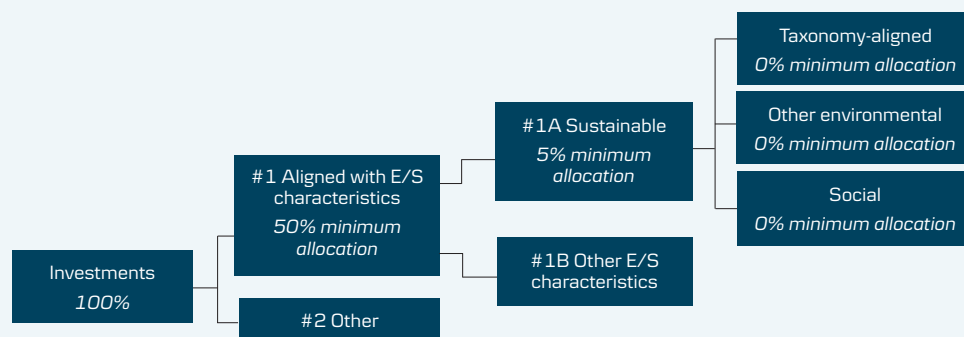 Investments
100%
#1 Aligned with E/S
characteristics
50% minimum
allocation
#2 Other
#1A Sustainable
5% minimum
allocation
#1B Other E/S
characteristics
Taxonomy-aligned
0% minimum allocation
Other environmental
0% minimum allocation
Social
0% minimum allocation